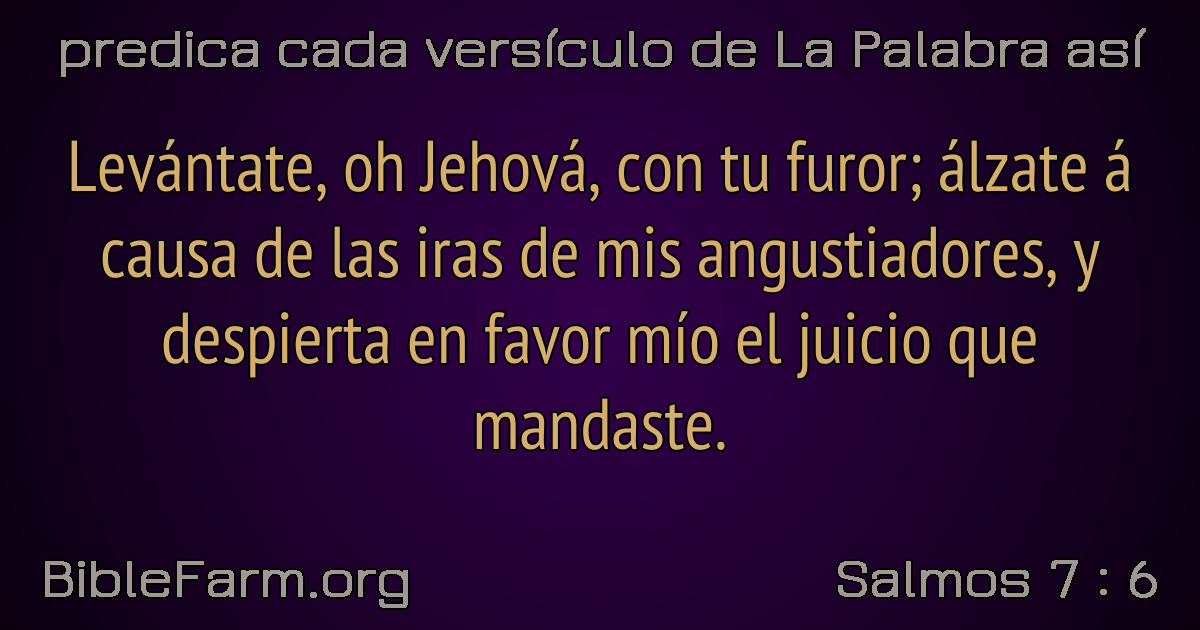 predica cada versículo de La Palabra así
Levántate, oh Jehová, con tu furor; álzate á
causa de las iras de mis angustiadores, y
despierta en favor mío el juicio que
mandaste.
BibleFarm.org
Salmos 7 : 6